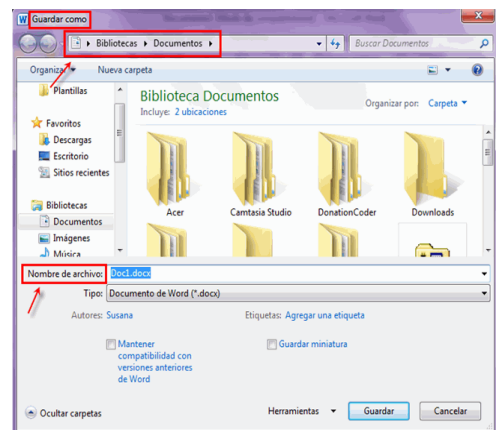 Guardar como
Bibliotecas ▸ Documentos ▸
Buscar Documentos
Organizar
Nueva carpeta
Plantillas
Favoritos
Descargas
Escritorio
Sitios recientes
Bibliotecas
Documentos
Imágenes
Música
Biblioteca Documentos
Incluye: 2 ubicaciones
Organizar por: Carpeta
Acer
Camtasia Studio
DonationCoder
Downloads
Nombre de archivo: Doc1.docx
Tipo: Documento de Word (*.docx)
Autores: Susana
Etiquetas: Agregar una etiqueta
Mantener
compatibilidad con
versiones anteriores
de Word
Guardar miniatura
Ocultar carpetas
Herramientas
Guardar
Cancelar